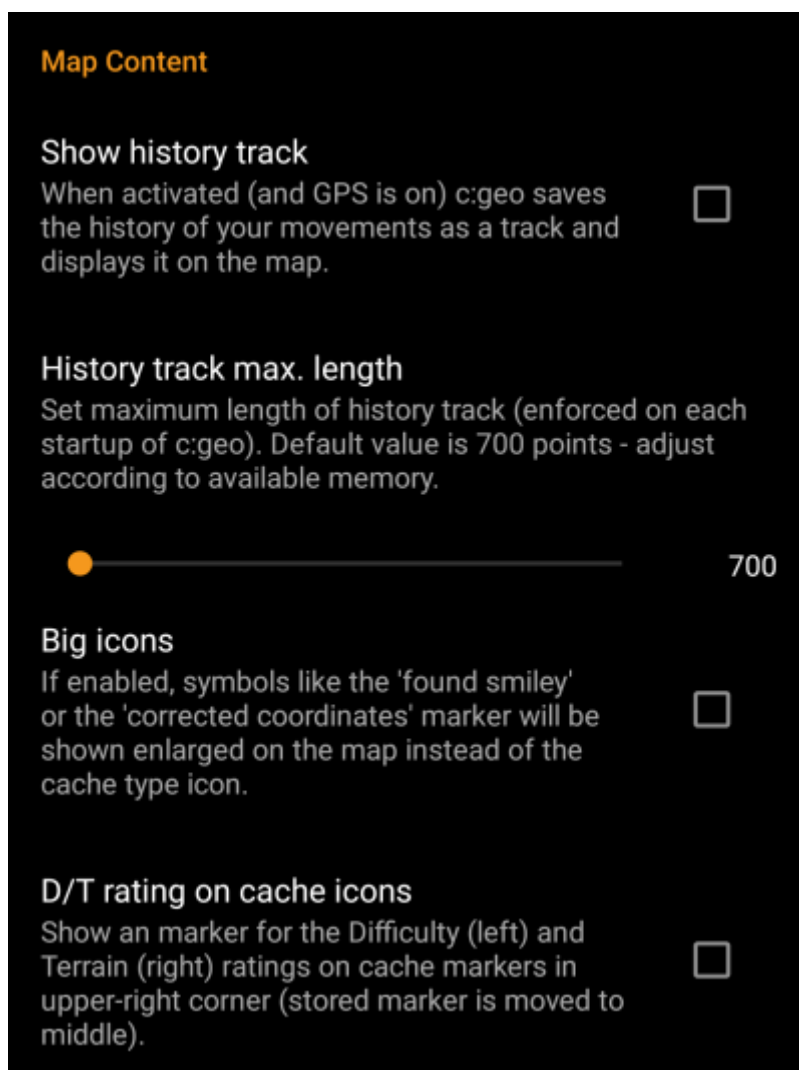 Map Content
Show history track
When activated (and GPS is on) c:geo saves
the history of your movements as a track and
displays it on the map.
History track max. length
Set maximum length of history track (enforced on each
startup of c:geo). Default value is 700 points - adjust
according to available memory.
700
Big icons
If enabled, symbols like the 'found smiley'
or the 'corrected coordinates' marker will be
shown enlarged on the map instead of the
cache type icon.
D/T rating on cache icons
Show an marker for the Difficulty (left) and
Terrain (right) ratings on cache markers in
upper-right corner (stored marker is moved to
middle).